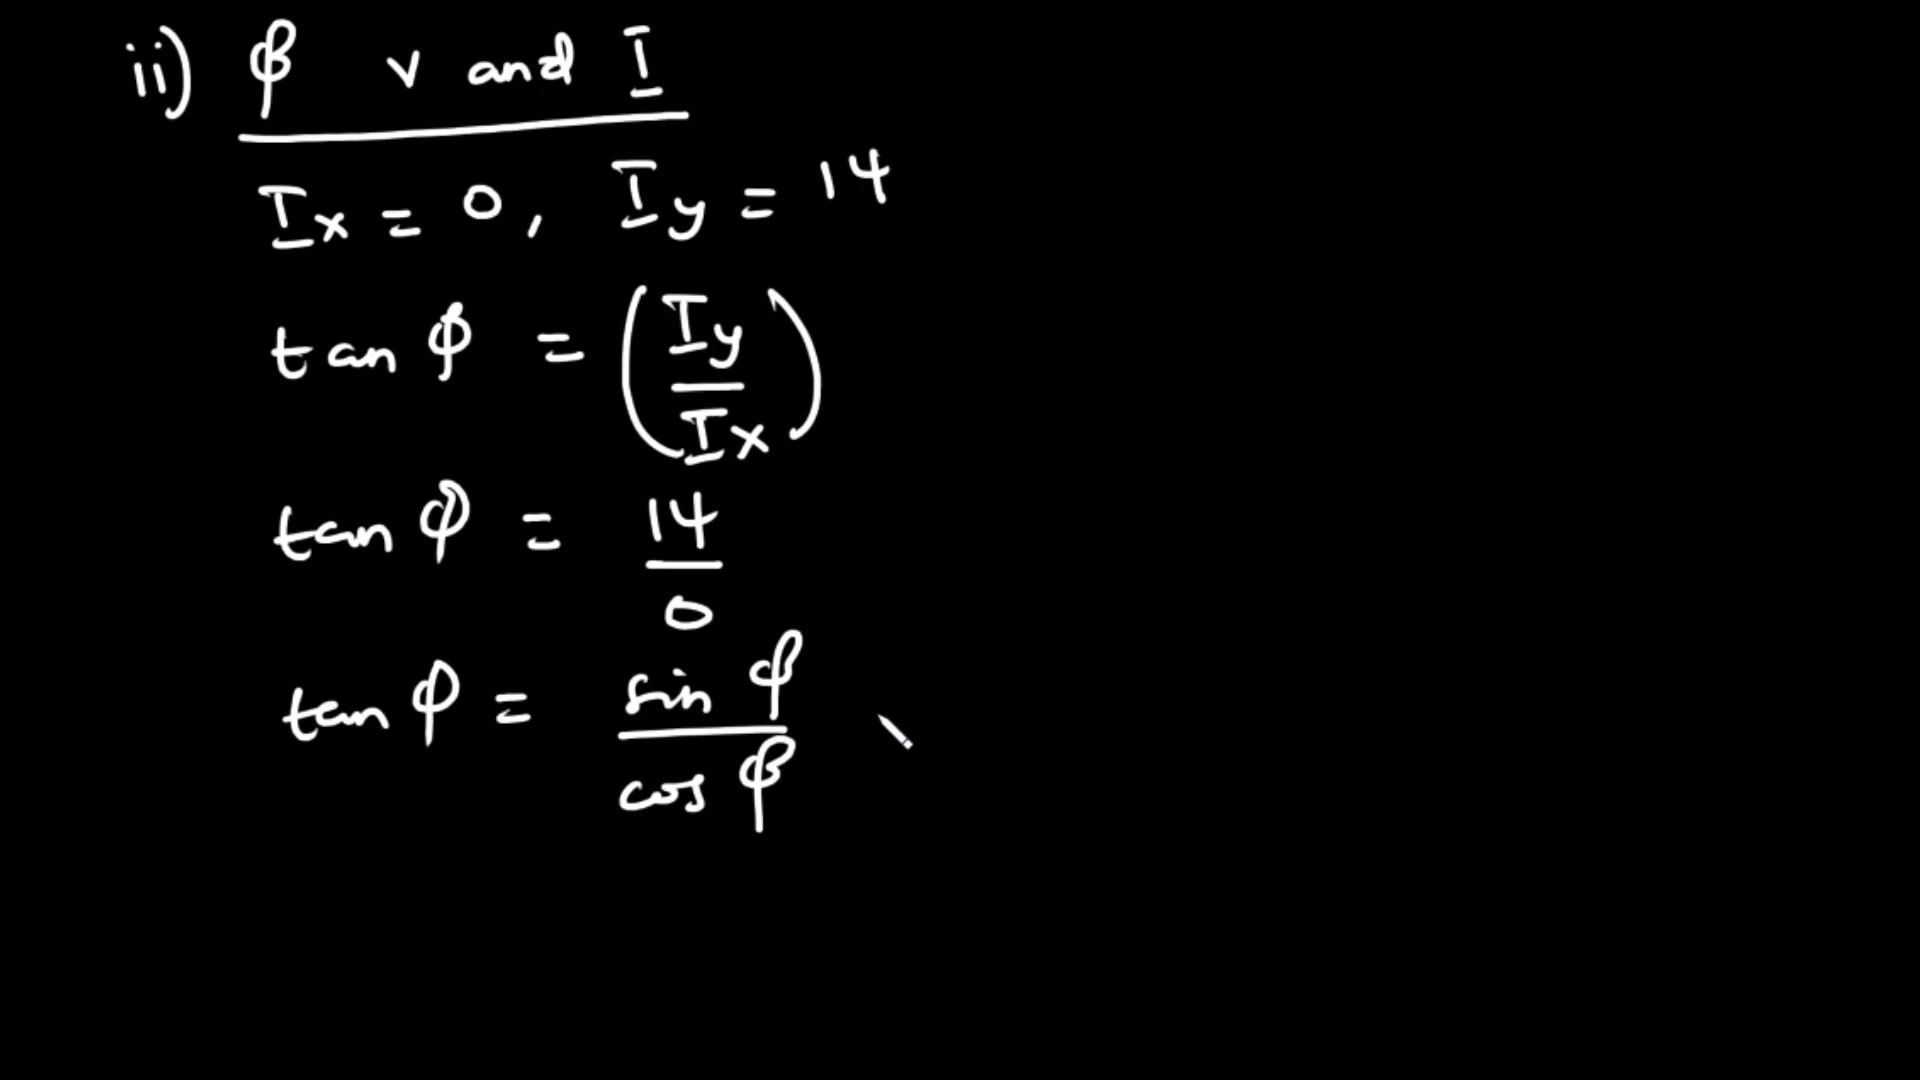 ii) φ v and I
Ix = 0, Iy = 14
tan φ = (Iy/Ix)
tan φ = 14/0
tan φ = sin φ/cos φ